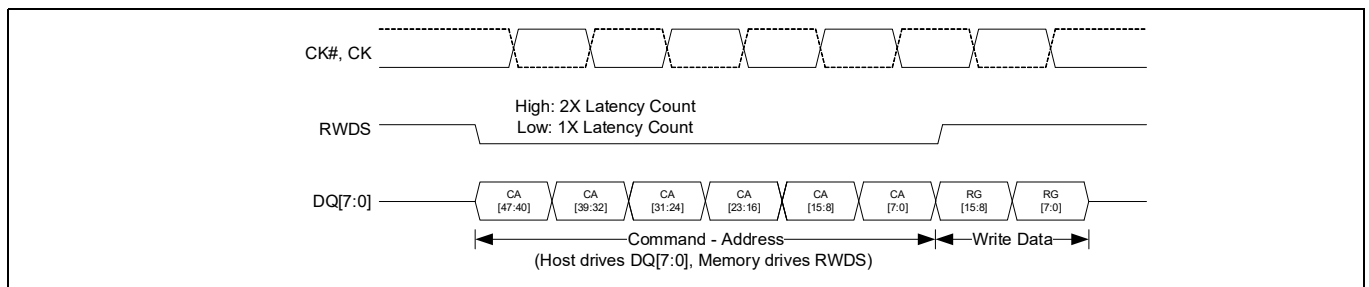 CK#, CK
High: 2X Latency Count
RWDS
Low: 1X Latency Count
DQ[7:0]
CA CA CA CA CA CA RG RG
[47:40] [39:32] [31:24] [23:16] [15:8] [7:0] [15:8] [7:0]
Command - Address Write Data
(Host drives DQ[7:0], Memory drives RWDS)